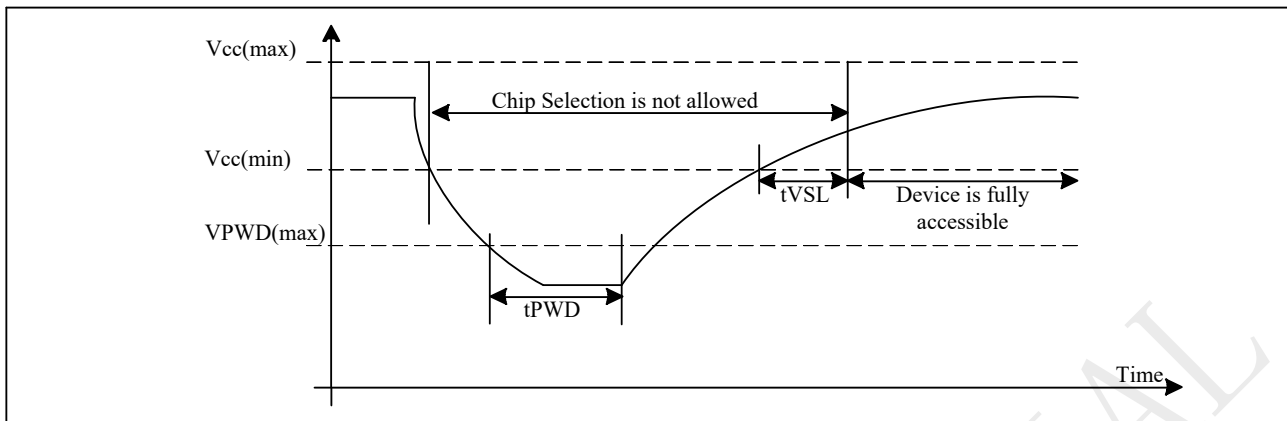 Vcc(max)
Chip Selection is not allowed
Vcc(min)
tVSL
Device is fully
accessible
VPWD(max)
tPWD
Time